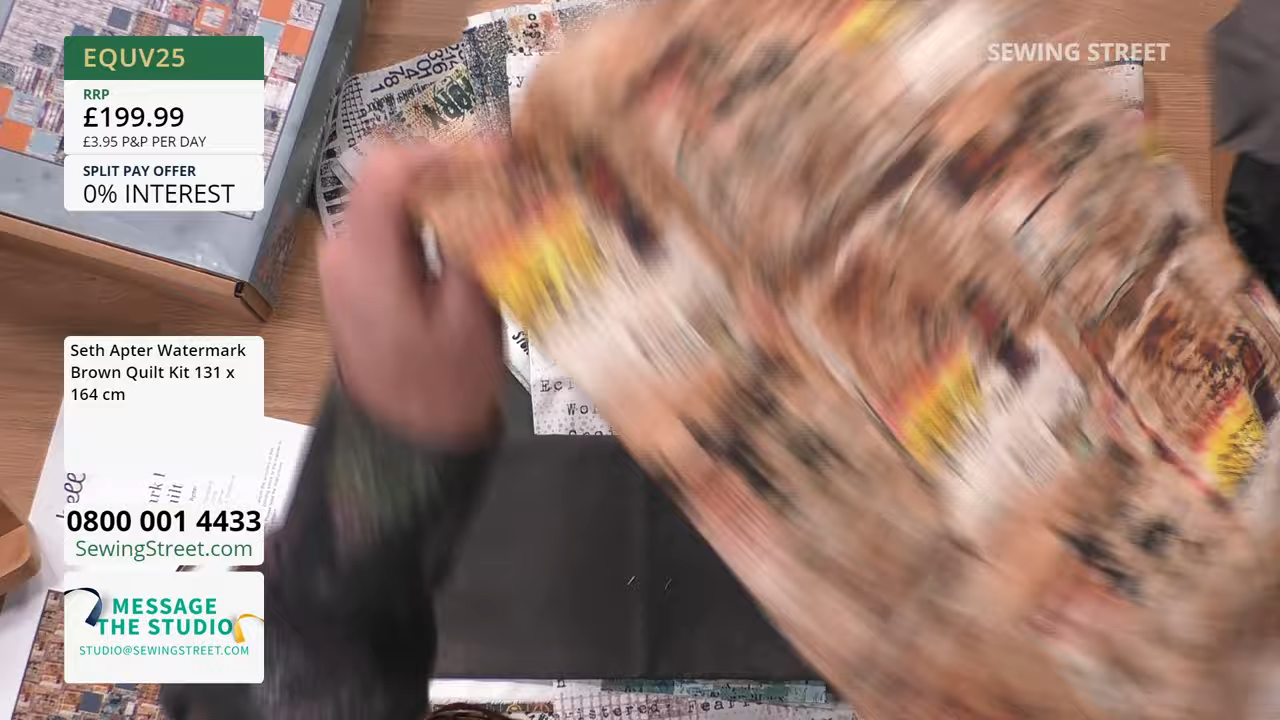 EQUV25
RRP
£199.99
£3.95 P&P PER DAY
SPLIT PAY OFFER
0% INTEREST
SEWING STREET
Seth Apter Watermark
Brown Quilt Kit 131 x
164 cm
0800 001 4433
SewingStreet.com
MESSAGE
THE STUDIO
STUDIO@SEWINGSTREET.COM